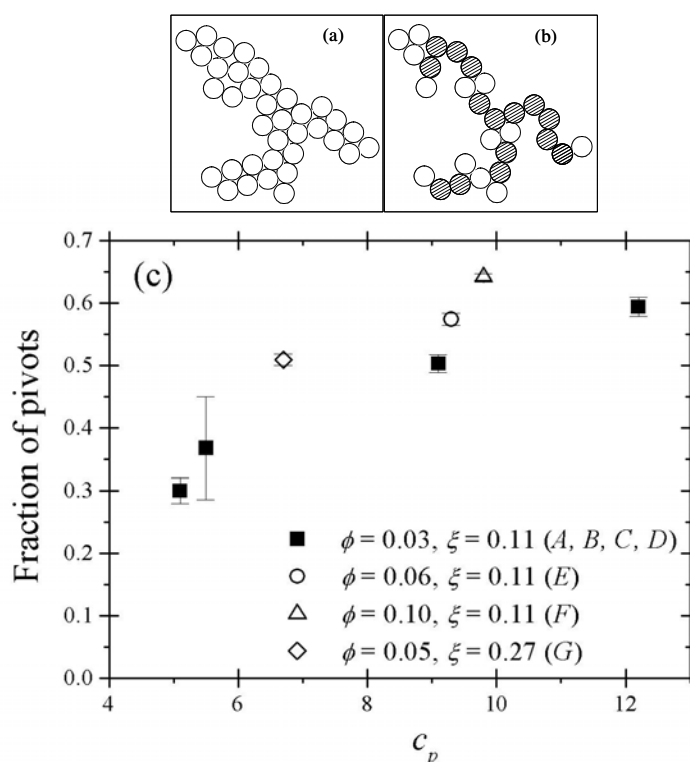 (a)
(b)
(c)
0.7
0.6
0.5
0.4
0.3
0.2
0.1
0.0
Fraction of pivots
ϕ = 0.03, ξ = 0.11 (A, B, C, D)
ϕ = 0.06, ξ = 0.11 (E)
ϕ = 0.10, ξ = 0.11 (F)
ϕ = 0.05, ξ = 0.27 (G)
4 6 8 10 12
c_p